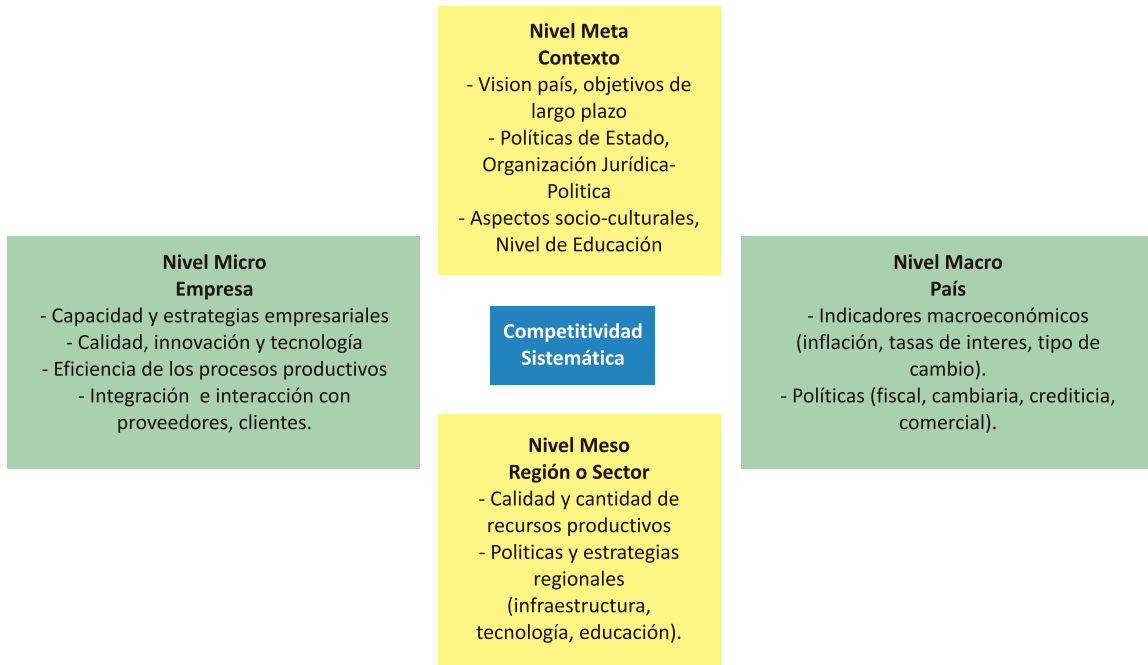 Nivel Meta
Contexto
- Vision país, objetivos de
largo plazo
- Políticas de Estado,
Organización Jurídica-
Politica
- Aspectos socio-culturales,
Nivel de Educación
Nivel Micro
Empresa
- Capacidad y estrategias empresariales
- Calidad, innovación y tecnología
- Eficiencia de los procesos productivos
- Integración e interacción con
proveedores, clientes.
Competitividad
Sistemática
Nivel Macro
País
- Indicadores macroeconómicos
(inflación, tasas de interes, tipo de
cambio).
- Políticas (fiscal, cambiaria, crediticia,
comercial).
Nivel Meso
Región o Sector
- Calidad y cantidad de
recursos productivos
- Politicas y estrategias
regionales
(infraestructura,
tecnología, educación).